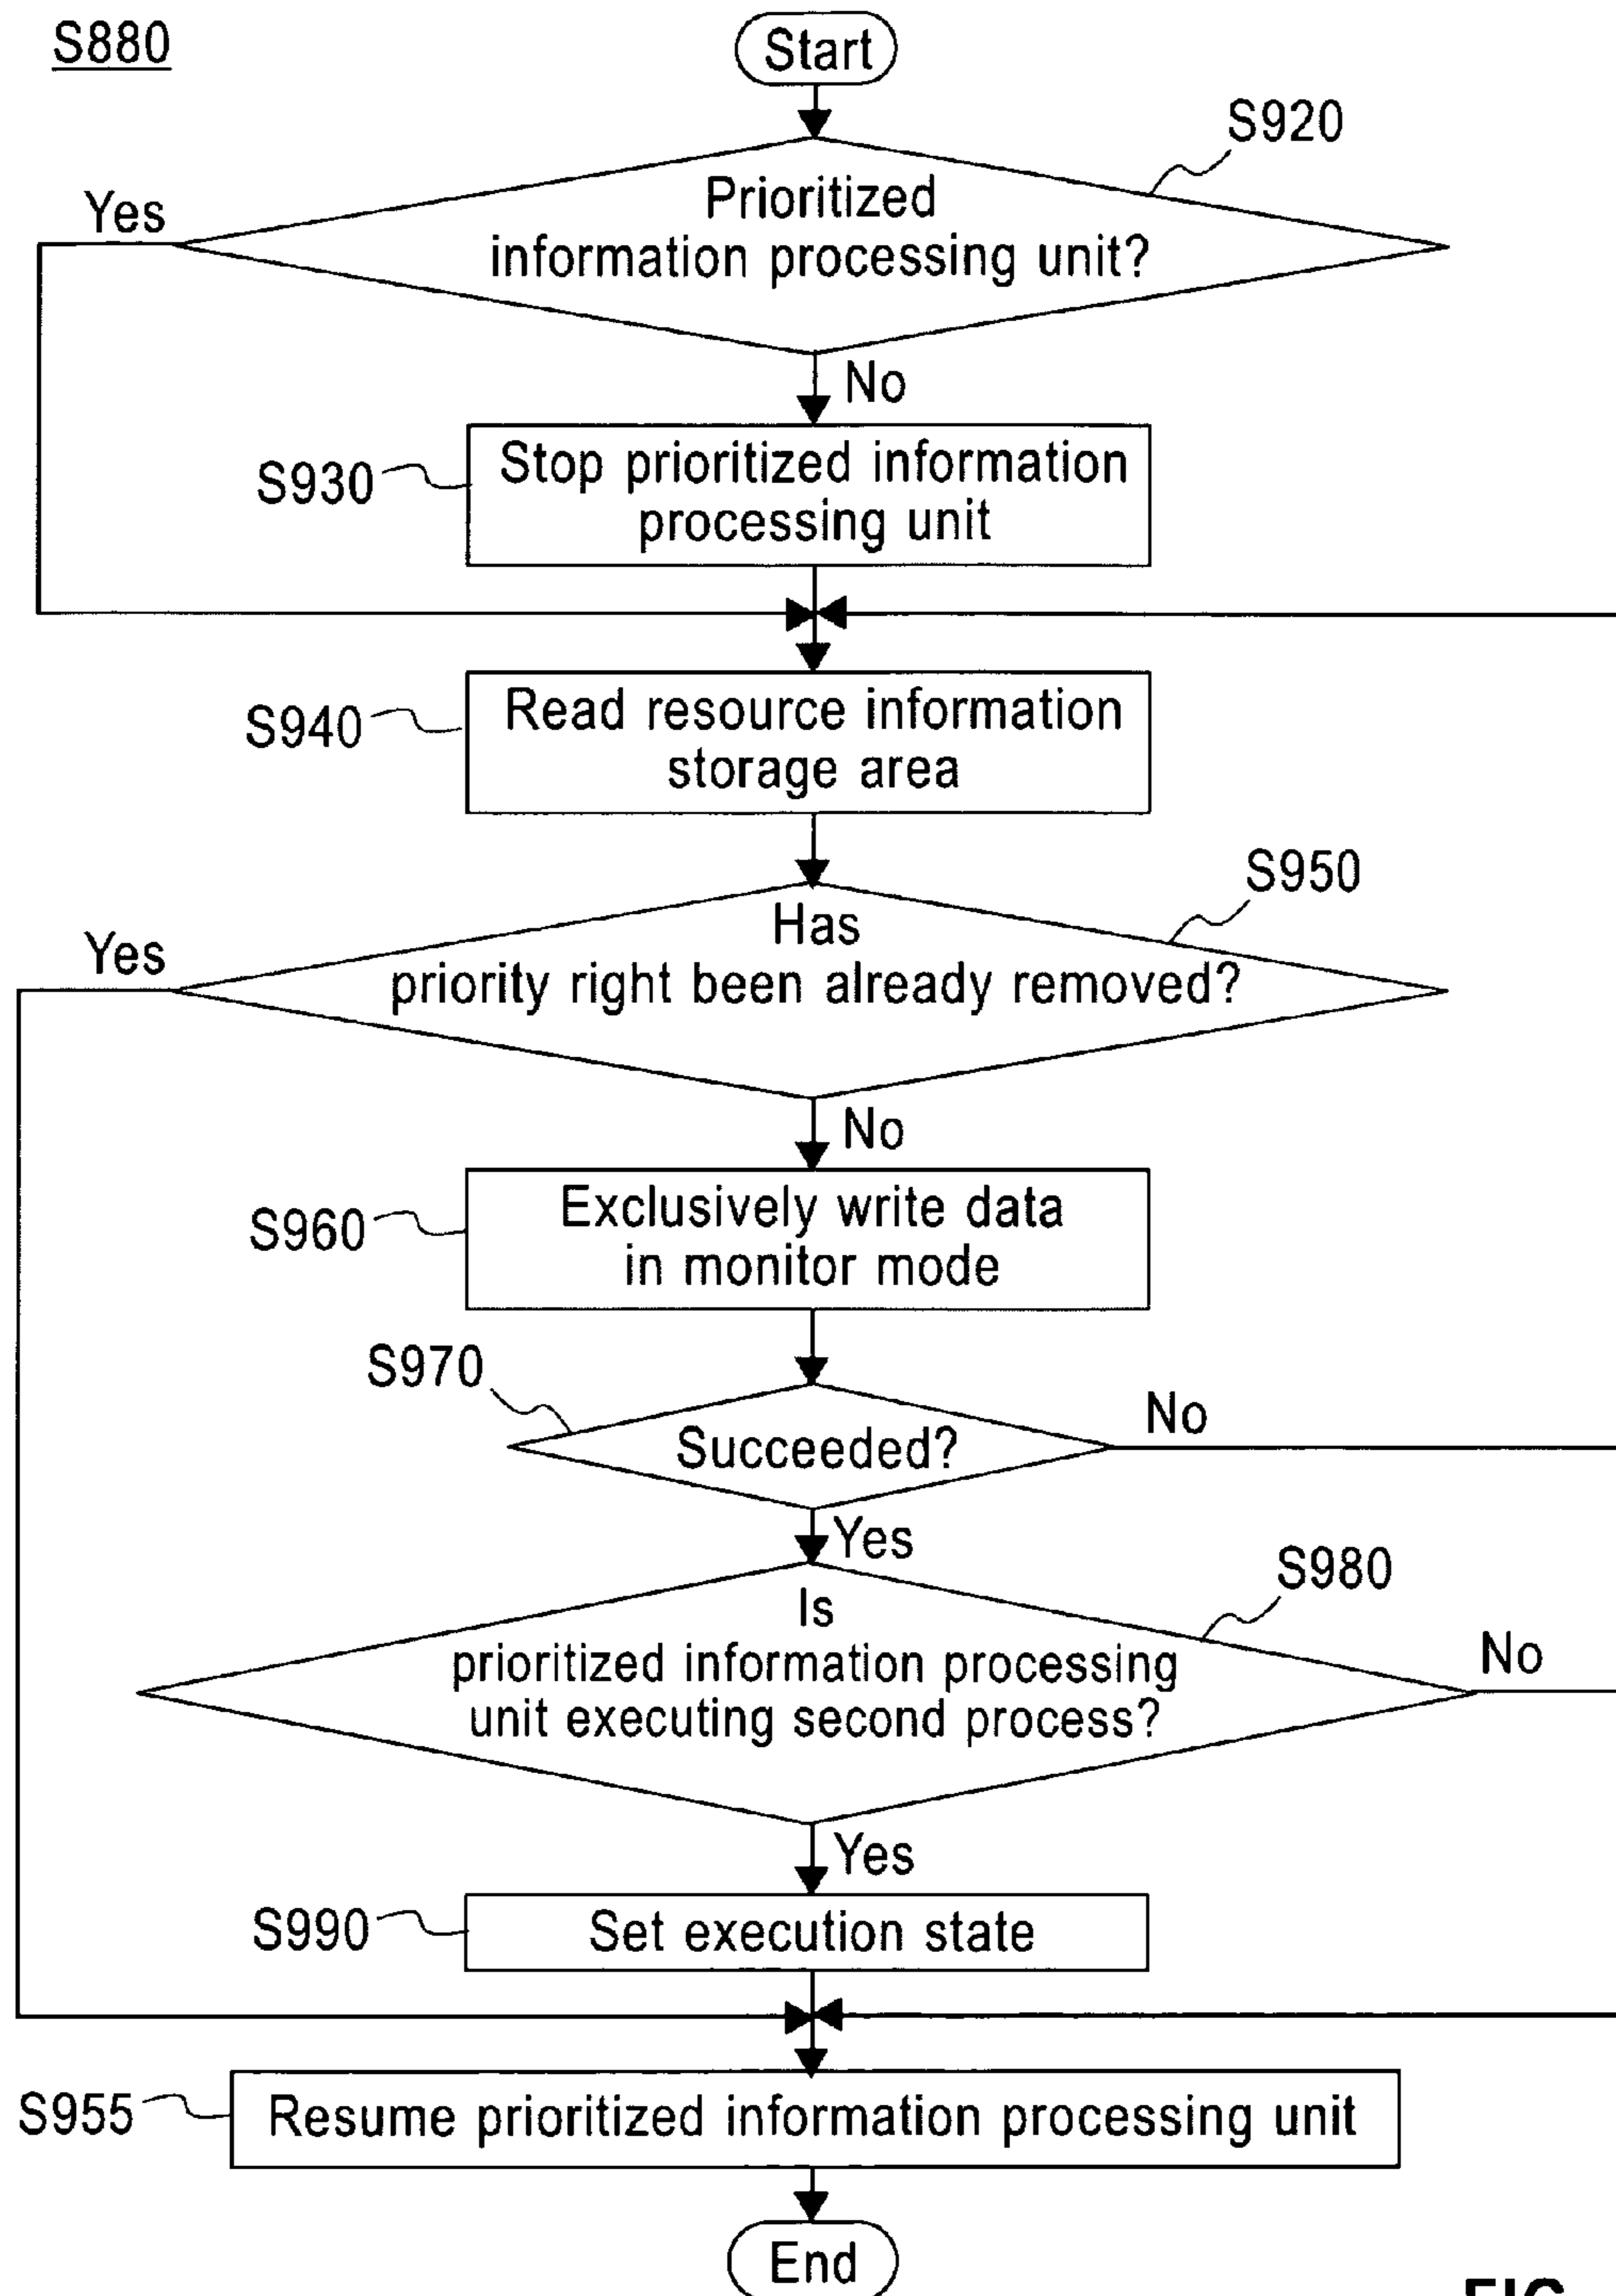 S880
Start
S920
Yes
Prioritized
information processing unit?
No
S930
Stop prioritized information
processing unit
S940
Read resource information
storage area
S950
Yes
Has
priority right been already removed?
No
S960
Exclusively write data
in monitor mode
S970
No
Succeeded?
Yes
S980
Is
No
prioritized information processing
unit executing second process?
Yes
S990
Set execution state
S955
Resume prioritized information processing unit
End
FIG